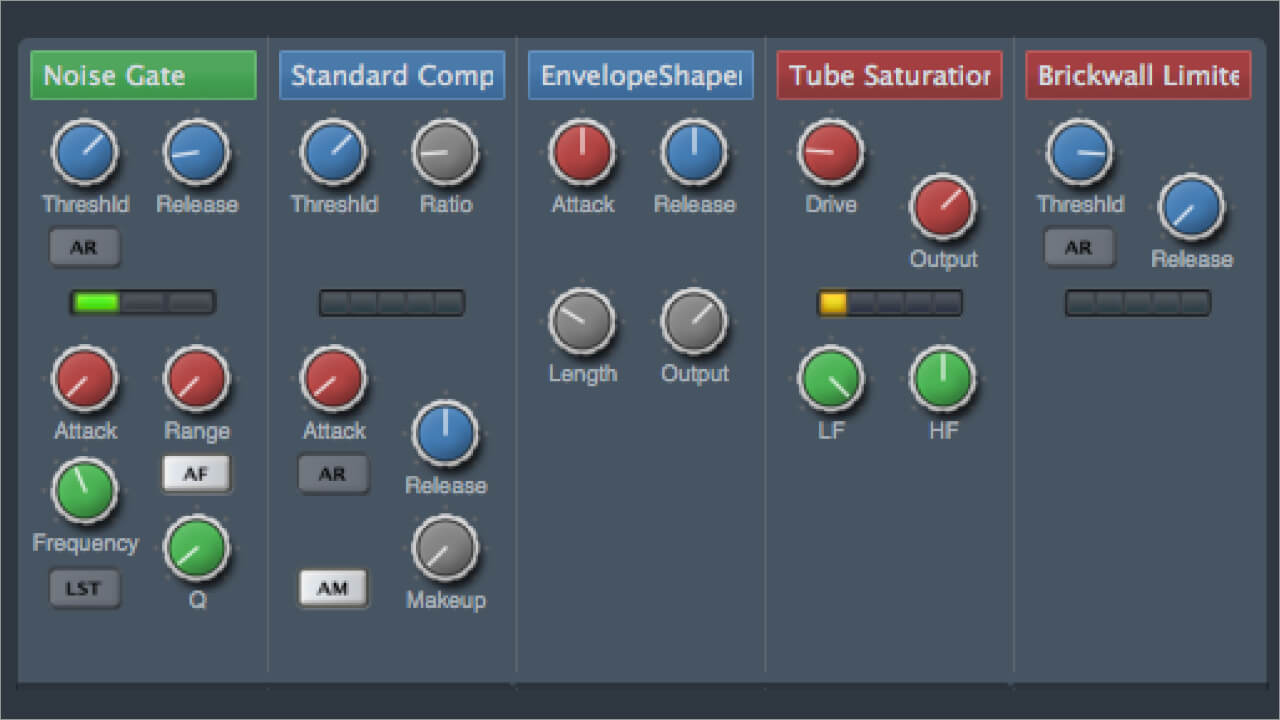 Noise Gate
Threshld Release
AR
Attack Range
AF
Frequency
LST
Q
Standard Comp
Threshld Ratio
Attack
AR
Release
AM
Makeup
EnvelopeShaper
Attack Release
Length Output
Tube Saturation
Drive
Output
LF HF
Brickwall Limite
Threshld
AR
Release